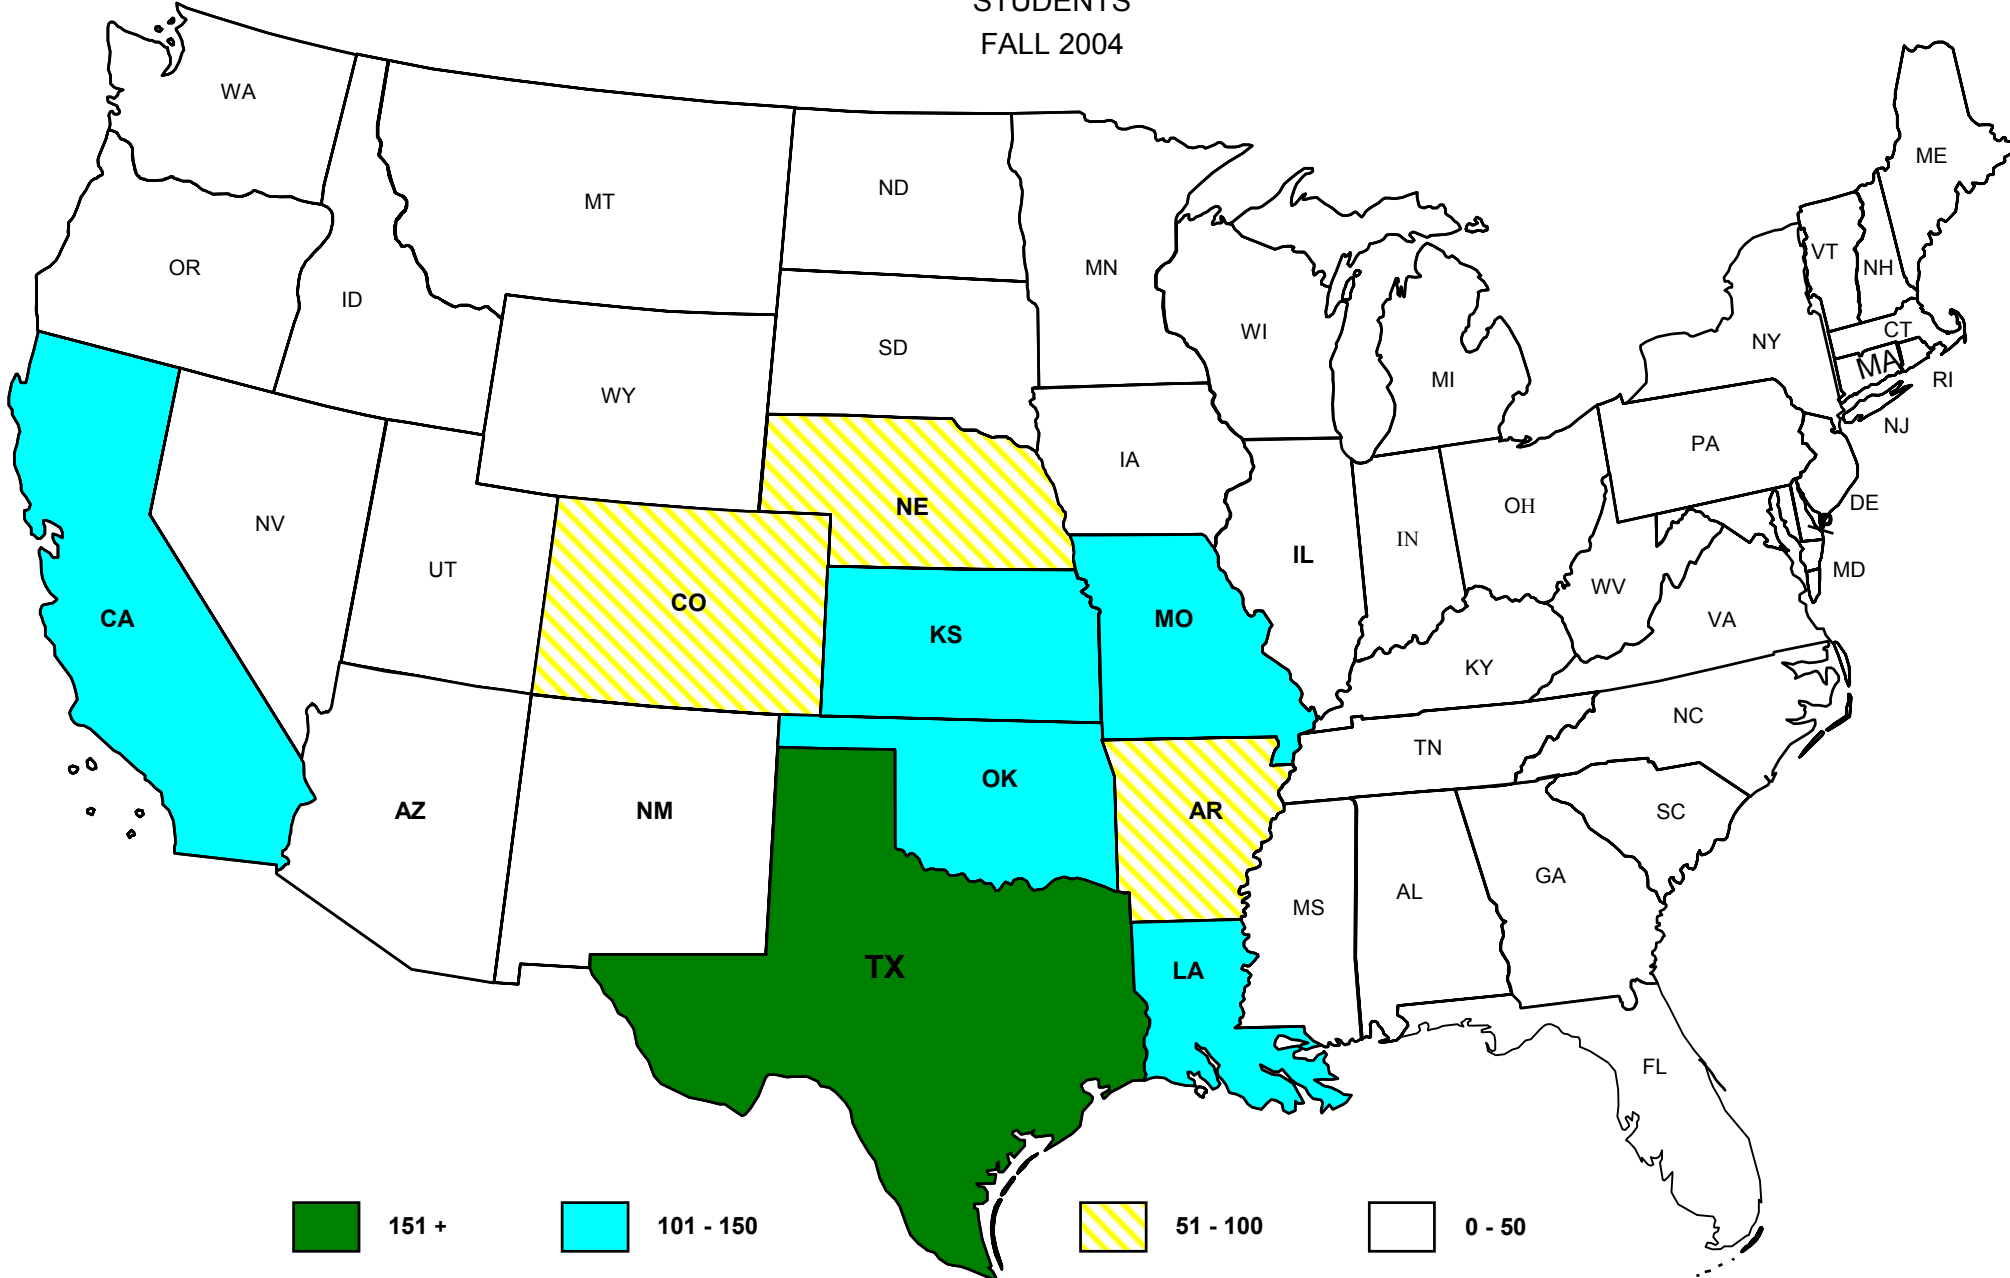 STUDENTS
FALL 2004
WA
ME
ND
MT
VT
OR
MN
NH
ID
WI
CT
NY
SD
MA
MI
RI
WY
NJ
PA
IA
NE
OH
DE
NV
IN
IL
UT
MD
WV
CO
CA
MO
VA
KS
KY
NC
TN
OK
AZ
NM
AR
SC
GA
AL
MS
TX
LA
FL
151 +
101 - 150
51 - 100
0 - 50